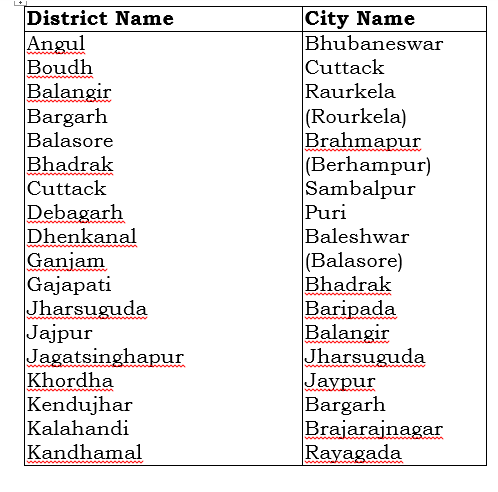 District Name City Name
Angul Bhubaneswar
Boudh Cuttack
Balangir Raurkela
Bargarh (Rourkela)
Balasore Brahmapur
Bhadrak (Berhampur)
Cuttack Sambalpur
Debagarh Puri
Dhenkanal Baleshwar
Ganjam (Balasore)
Gajapati Bhadrak
Jharsuguda Baripada
Jajpur Balangir
Jagatsinghapur Jharsuguda
Khordha Jaypur
Kendujhar Bargarh
Kalahandi Brajarajnagar
Kandhamal Rayagada